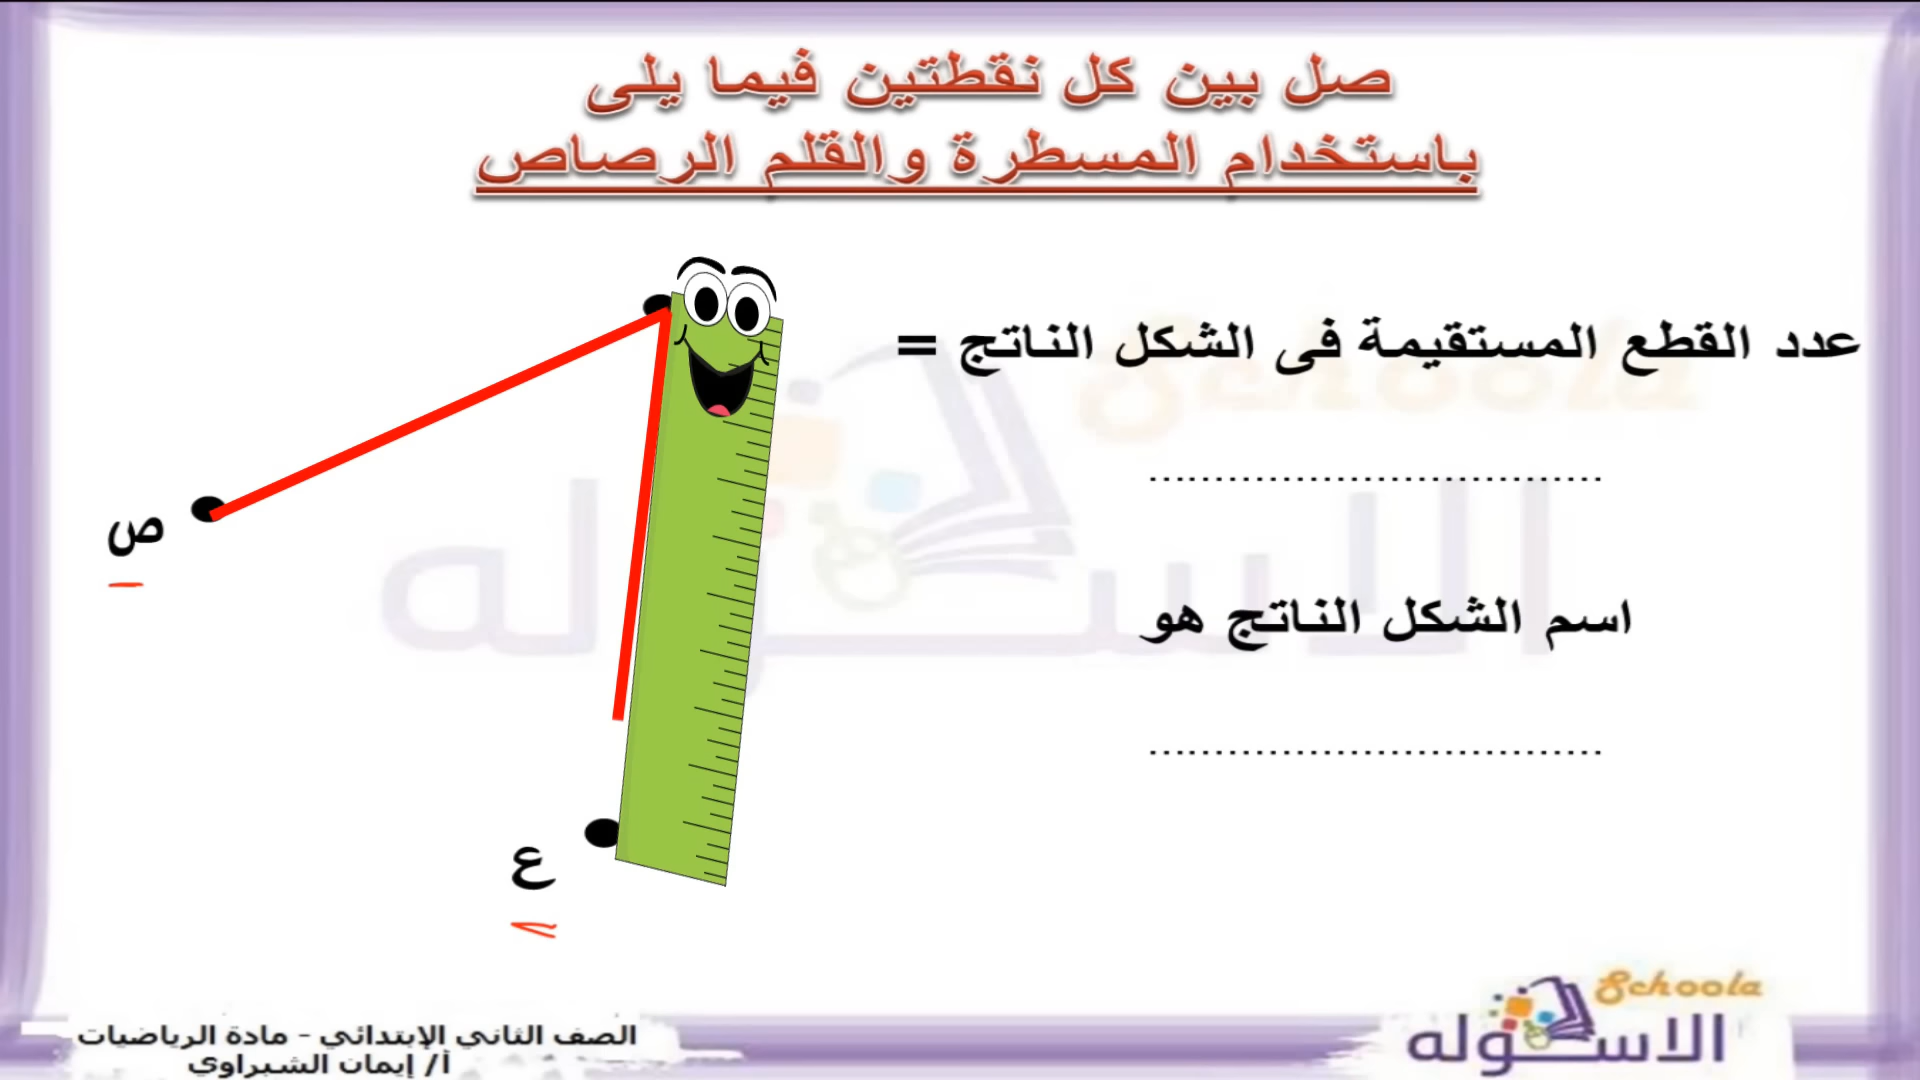 صل بين كل نقطتين فيما يلى
باستخدام المسطرة والقلم الرصاص
عدد القطع المستقيمة فى الشكل الناتج =
................................
ص
اسم الشكل الناتج هو
................................
ع
Schoola
الاسكوله
الصف الثاني الإبتدائي - مادة الرياضيات
أ/ إيمان الشبراوي